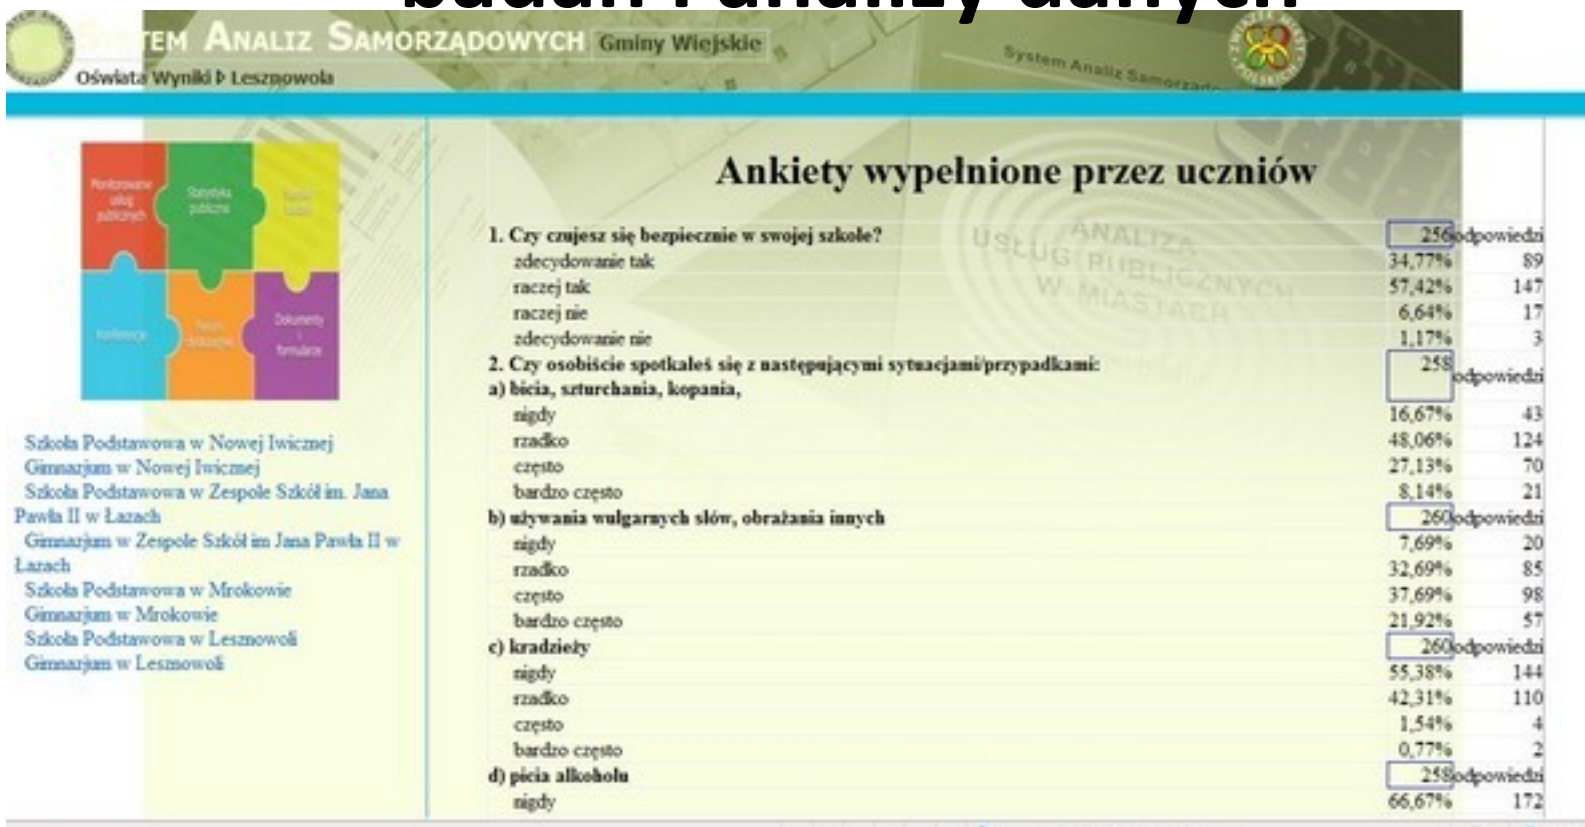 badań i analizy danych
SYSTEM ANALIZ SAMORZĄDOWYCH Gminy Wiejskie
System Analiz Samorządo
Oświata Wyniki Þ Lesznowola
Monitorowanie usług publicznych
Statystyka publiczna
Konferencje
Dokumenty i formularze
Szkoła Podstawowa w Nowej Iwicznej
Gimnazjum w Nowej Iwicznej
Szkoła Podstawowa w Zespole Szkół im. Jana
Pawła II w Łazach
Gimnazjum w Zespole Szkół im Jana Pawła II w
Łazach
Szkoła Podstawowa w Mrokowie
Gimnazjum w Mrokowie
Szkoła Podstawowa w Lesznowoli
Gimnazjum w Lesznowoli
Ankiety wypełnione przez uczniów
ANALIZA
USŁUG PUBLICZNYCH
W MIASTACH
1. Czy czujesz się bezpiecznie w swojej szkole? 256 odpowiedzi
zdecydowanie tak 34,77% 89
raczej tak 57,42% 147
raczej nie 6,64% 17
zdecydowanie nie 1,17% 3
2. Czy osobiście spotkałeś się z następującymi sytuacjami/przypadkami: 258 odpowiedzi
a) bicia, szturchania, kopania,
nigdy 16,67% 43
rzadko 48,06% 124
często 27,13% 70
bardzo często 8,14% 21
b) używania wulgarnych słów, obrażania innych 260 odpowiedzi
nigdy 7,69% 20
rzadko 32,69% 85
często 37,69% 98
bardzo często 21,92% 57
c) kradzieży 260 odpowiedzi
nigdy 55,38% 144
rzadko 42,31% 110
często 1,54% 4
bardzo często 0,77% 2
d) picia alkoholu 258 odpowiedzi
nigdy 66,67% 172